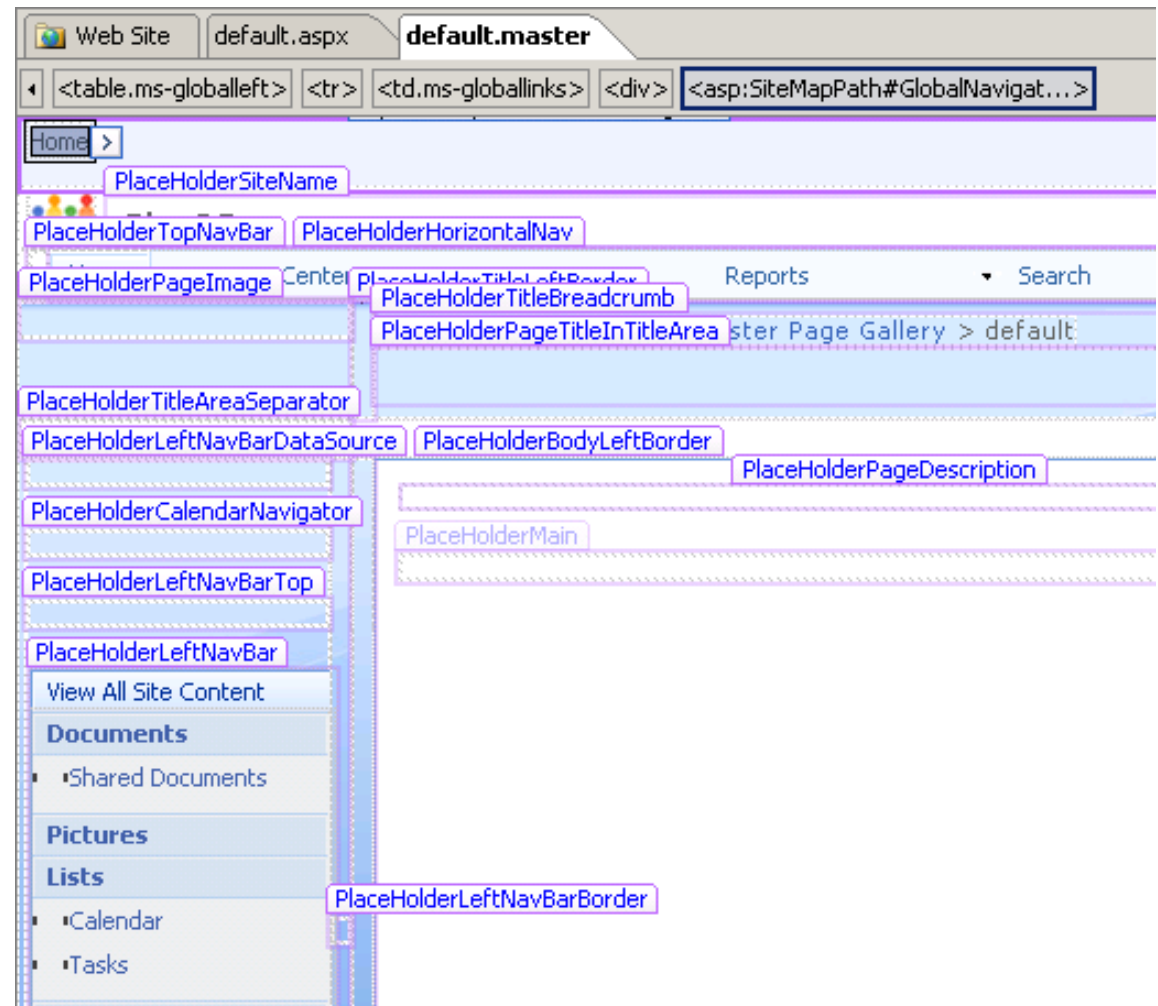 Web Site default.aspx default.master
<table.ms-globalleft> <tr> <td.ms-globallinks> <div> <asp:SiteMapPath#GlobalNavigat...>
Home >
PlaceHolderSiteName
PlaceHolderTopNavBar PlaceHolderHorizontalNav
PlaceHolderPageImage Center PlaceHolderTitleLeftBorder Reports Search
PlaceHolderTitleBreadcrumb
PlaceHolderPageTitleInTitleArea ster Page Gallery > default
PlaceHolderTitleAreaSeparator
PlaceHolderLeftNavBarDataSource PlaceHolderBodyLeftBorder
PlaceHolderPageDescription
PlaceHolderCalendarNavigator
PlaceHolderMain
PlaceHolderLeftNavBarTop
PlaceHolderLeftNavBar
View All Site Content
Documents
Shared Documents
Pictures
Lists
PlaceHolderLeftNavBarBorder
Calendar
Tasks